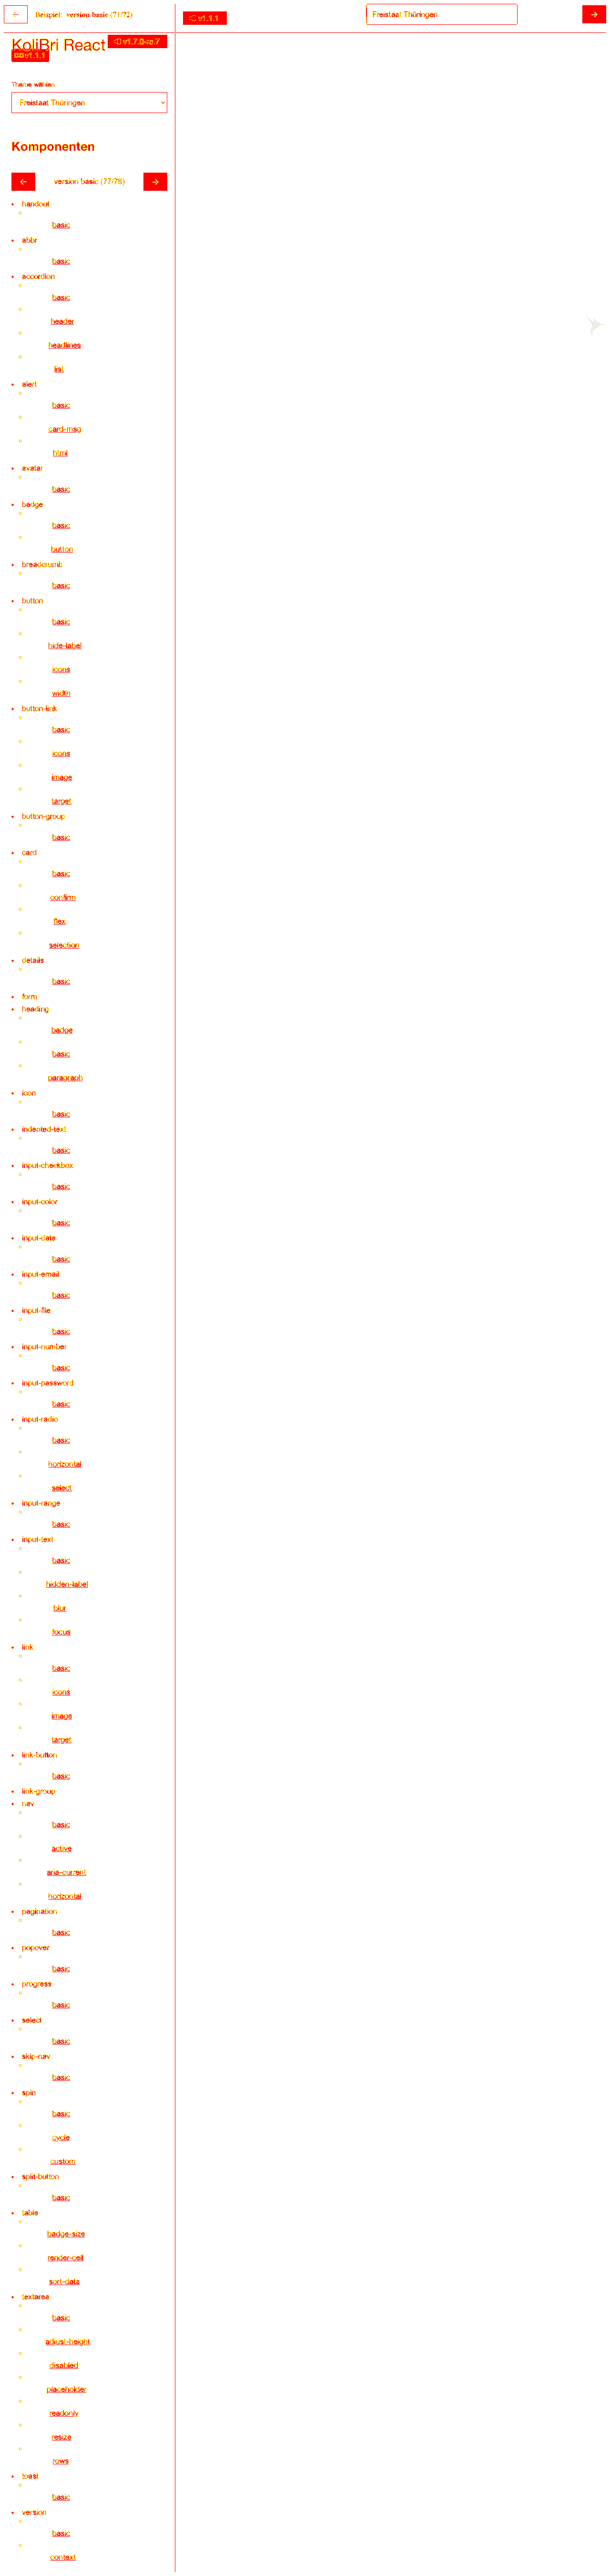 Beispiel: version basic (71/72)
v1.1.1
Freistaat Thüringen
KoliBri React
v1.7.0-rc.7
v1.1.1
Freistaat Thüringen
Komponenten
version basic (77/78)
handout
basic
abbr
basic
accordion
basic
header
headlines
list
alert
basic
card-msg
html
avatar
basic
badge
basic
button
breadcrumb
basic
button
basic
hide-label
icons
width
button-link
basic
icons
image
target
button-group
basic
card
basic
confirm
flex
selection
details
basic
form
heading
badge
basic
paragraph
icon
basic
indented-text
basic
input-checkbox
basic
input-color
basic
input-date
basic
input-email
basic
input-file
basic
input-number
basic
input-password
basic
input-radio
basic
horizontal
select
input-range
basic
input-text
basic
hidden-label
blur
focus
link
basic
icons
image
target
link-button
basic
link-group
nav
basic
active
aria-current
horizontal
pagination
basic
popover
basic
progress
basic
select
basic
skip-nav
basic
spin
basic
cycle
custom
split-button
basic
table
badge-size
render-cell
sort-data
textarea
basic
adjust-height
disabled
placeholder
readonly
resize
rows
toast
basic
version
basic
context